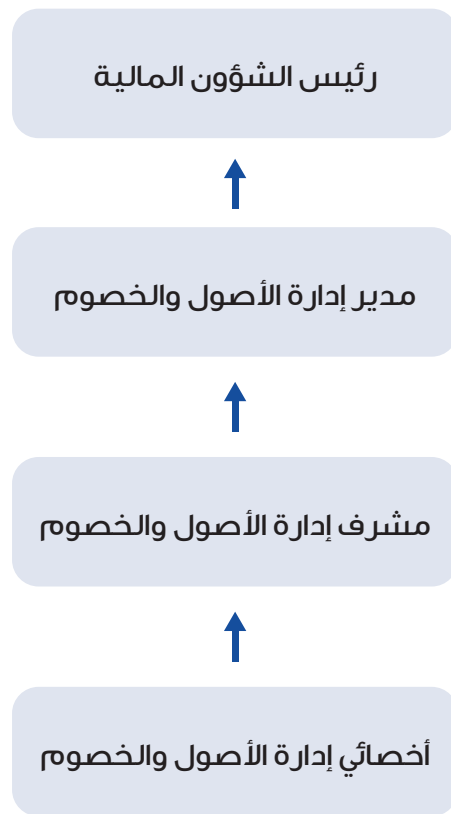 رئيس الشؤون المالية
مدير إدارة الأصول والخصوم
مشرف إدارة الأصول والخصوم
أخصائي إدارة الأصول والخصوم